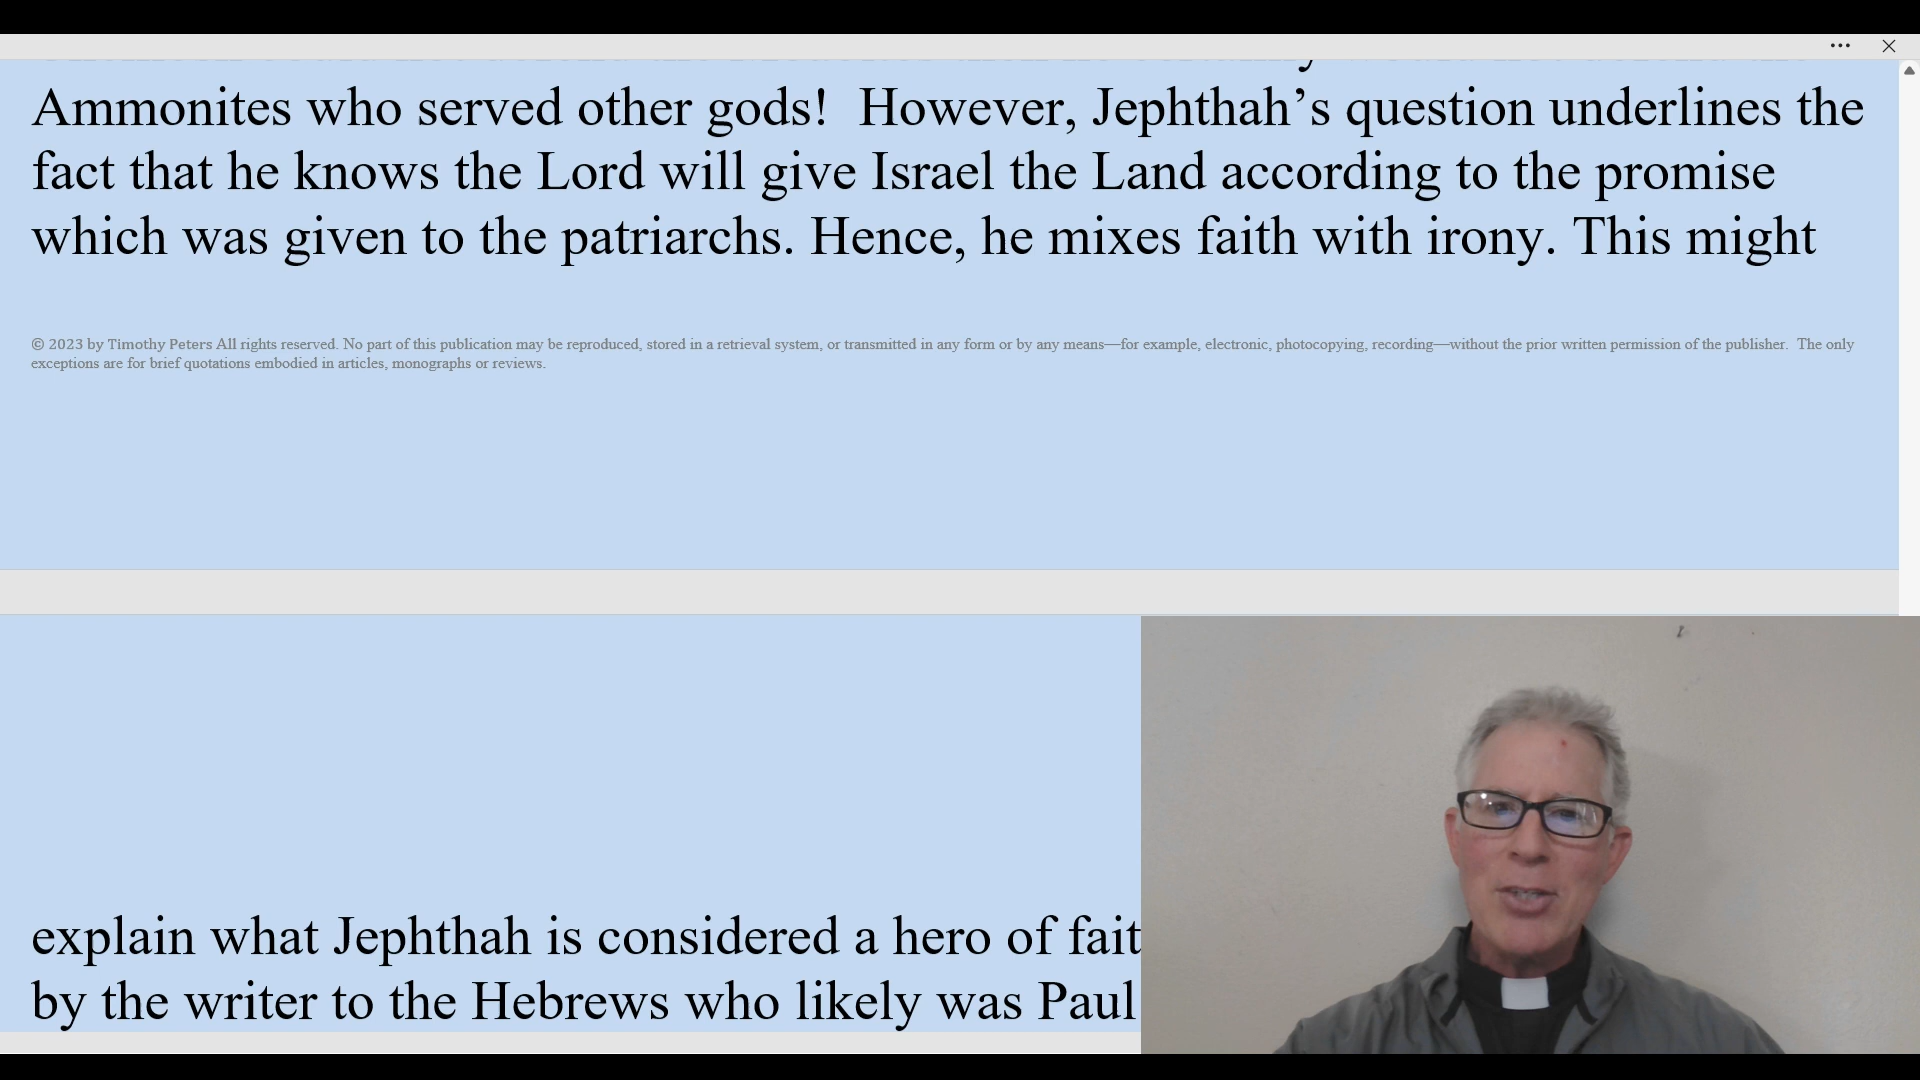 Ammonites who served other gods!  However, Jephthah’s question underlines the
fact that he knows the Lord will give Israel the Land according to the promise
which was given to the patriarchs. Hence, he mixes faith with irony. This might
© 2023 by Timothy Peters All rights reserved. No part of this publication may be reproduced, stored in a retrieval system, or transmitted in any form or by any means—for example, electronic, photocopying, recording—without the prior written permission of the publisher.  The only
exceptions are for brief quotations embodied in articles, monographs or reviews.
explain what Jephthah is considered a hero of fait
by the writer to the Hebrews who likely was Paul